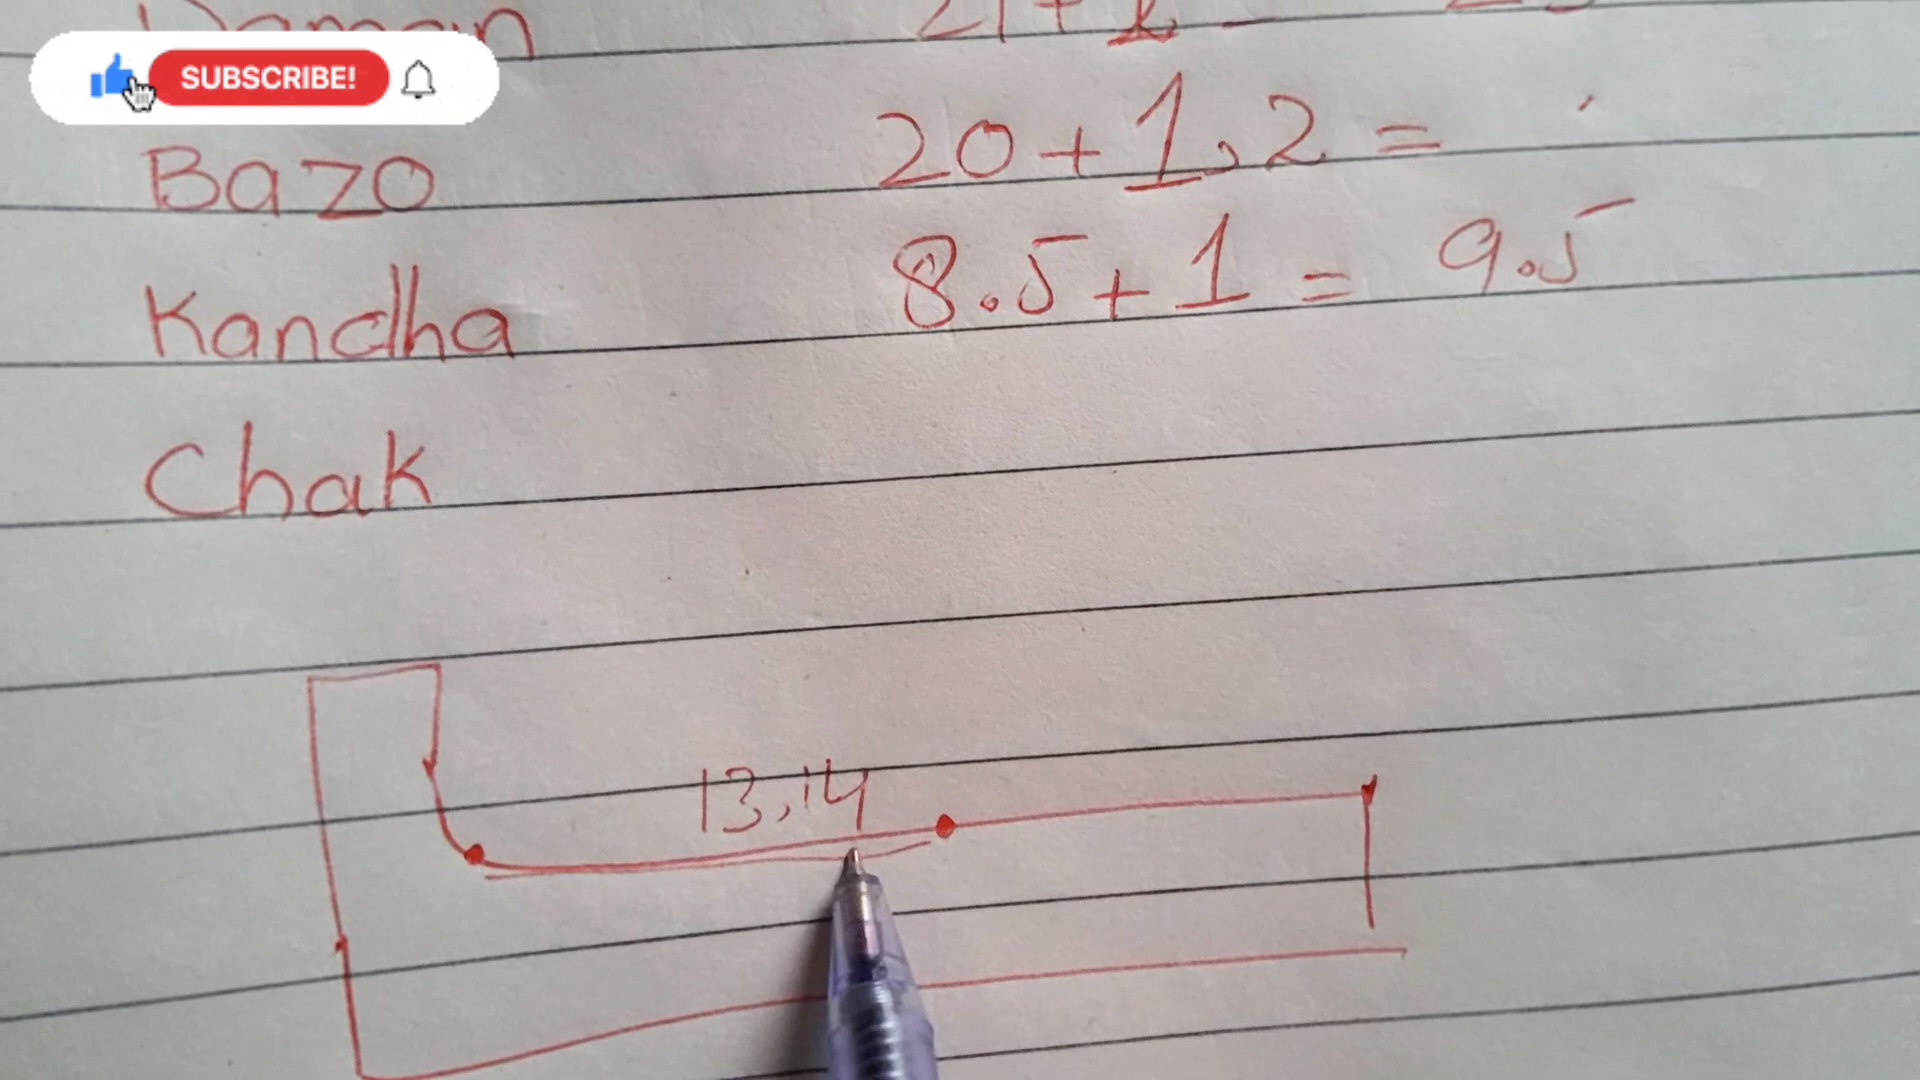 SUBSCRIBE!
Bazo 20+1,2 =
Kandha 8.5+1 = 9.5
Chak
13,14